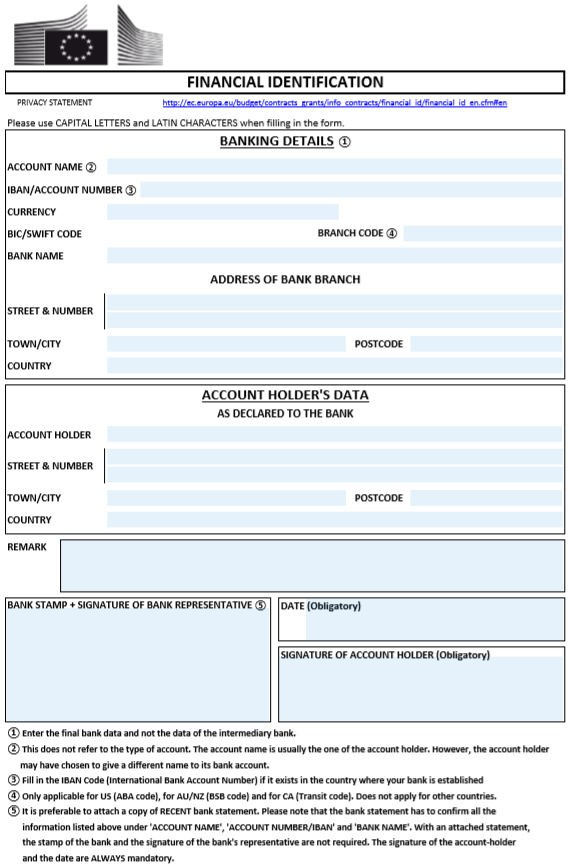 FINANCIAL IDENTIFICATION
PRIVACY STATEMENT http://ec.europa.eu/budget/contracts_grants/info_contracts/financial_id/financial_id_en.cfm#en
Please use CAPITAL LETTERS and LATIN CHARACTERS when filling in the form.
BANKING DETAILS ①
ACCOUNT NAME ②
IBAN/ACCOUNT NUMBER ③
CURRENCY
BIC/SWIFT CODE BRANCH CODE ④
BANK NAME
ADDRESS OF BANK BRANCH
STREET & NUMBER
TOWN/CITY POSTCODE
COUNTRY
ACCOUNT HOLDER'S DATA
AS DECLARED TO THE BANK
ACCOUNT HOLDER
STREET & NUMBER
TOWN/CITY POSTCODE
COUNTRY
REMARK
BANK STAMP + SIGNATURE OF BANK REPRESENTATIVE ⑤ DATE (Obligatory)
SIGNATURE OF ACCOUNT HOLDER (Obligatory)
① Enter the final bank data and not the data of the intermediary bank.
② This does not refer to the type of account. The account name is usually the one of the account holder. However, the account holder
may have chosen to give a different name to its bank account.
③ Fill in the IBAN Code (International Bank Account Number) if it exists in the country where your bank is established
④ Only applicable for US (ABA code), for AU/NZ (BSB code) and for CA (Transit code). Does not apply for other countries.
⑤ It is preferable to attach a copy of RECENT bank statement. Please note that the bank statement has to confirm all the
information listed above under 'ACCOUNT NAME', 'ACCOUNT NUMBER/IBAN' and 'BANK NAME'. With an attached statement,
the stamp of the bank and the signature of the bank's representative are not required. The signature of the account-holder
and the date are ALWAYS mandatory.